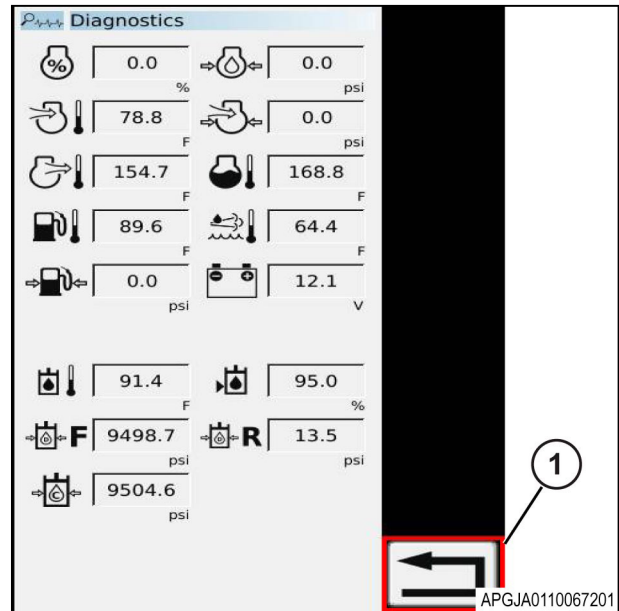 Diagnostics
% 0.0 0.0
% psi
78.8 0.0
F psi
154.7 168.8
F F
89.6 64.4
F F
0.0 12.1
psi V
91.4 95.0
F %
F 9498.7 R 13.5
psi psi
C 9504.6
psi
1
APGJA0110067201